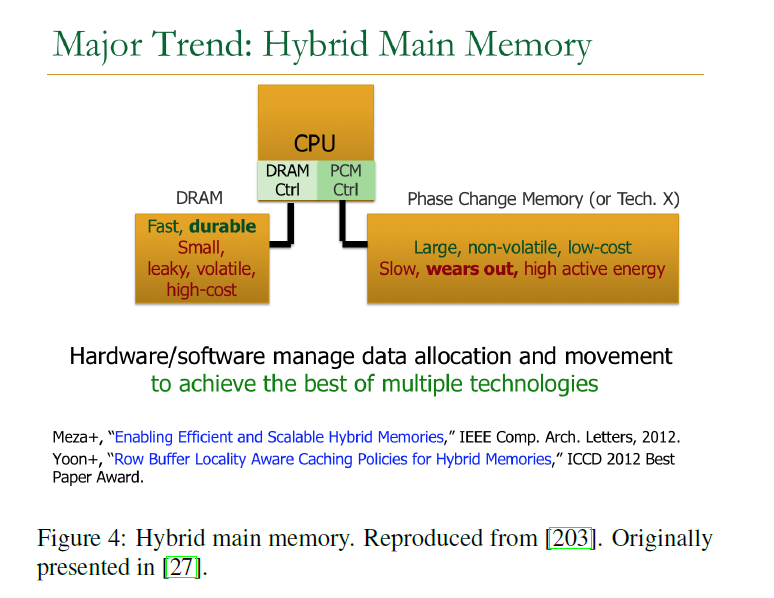 Major Trend: Hybrid Main Memory
CPU
DRAM
Ctrl
PCM
Ctrl
DRAM
Fast, durable
Small,
leaky, volatile,
high-cost
Phase Change Memory (or Tech. X)
Large, non-volatile, low-cost
Slow, wears out, high active energy
Hardware/software manage data allocation and movement
to achieve the best of multiple technologies
Meza+, “Enabling Efficient and Scalable Hybrid Memories,” IEEE Comp. Arch. Letters, 2012.
Yoon+, “Row Buffer Locality Aware Caching Policies for Hybrid Memories,” ICCD 2012 Best
Paper Award.
Figure 4: Hybrid main memory. Reproduced from [203]. Originally
presented in [27].